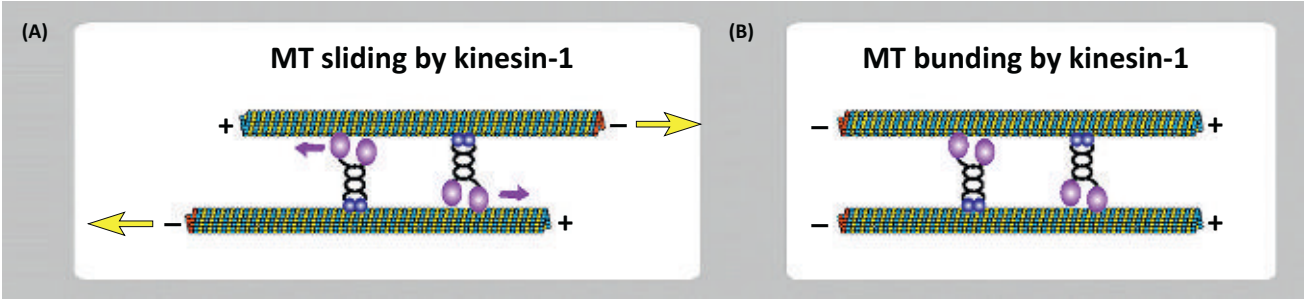 (A)
MT sliding by kinesin-1
+
–
–
+
(B)
MT bunding by kinesin-1
–
+
–
+